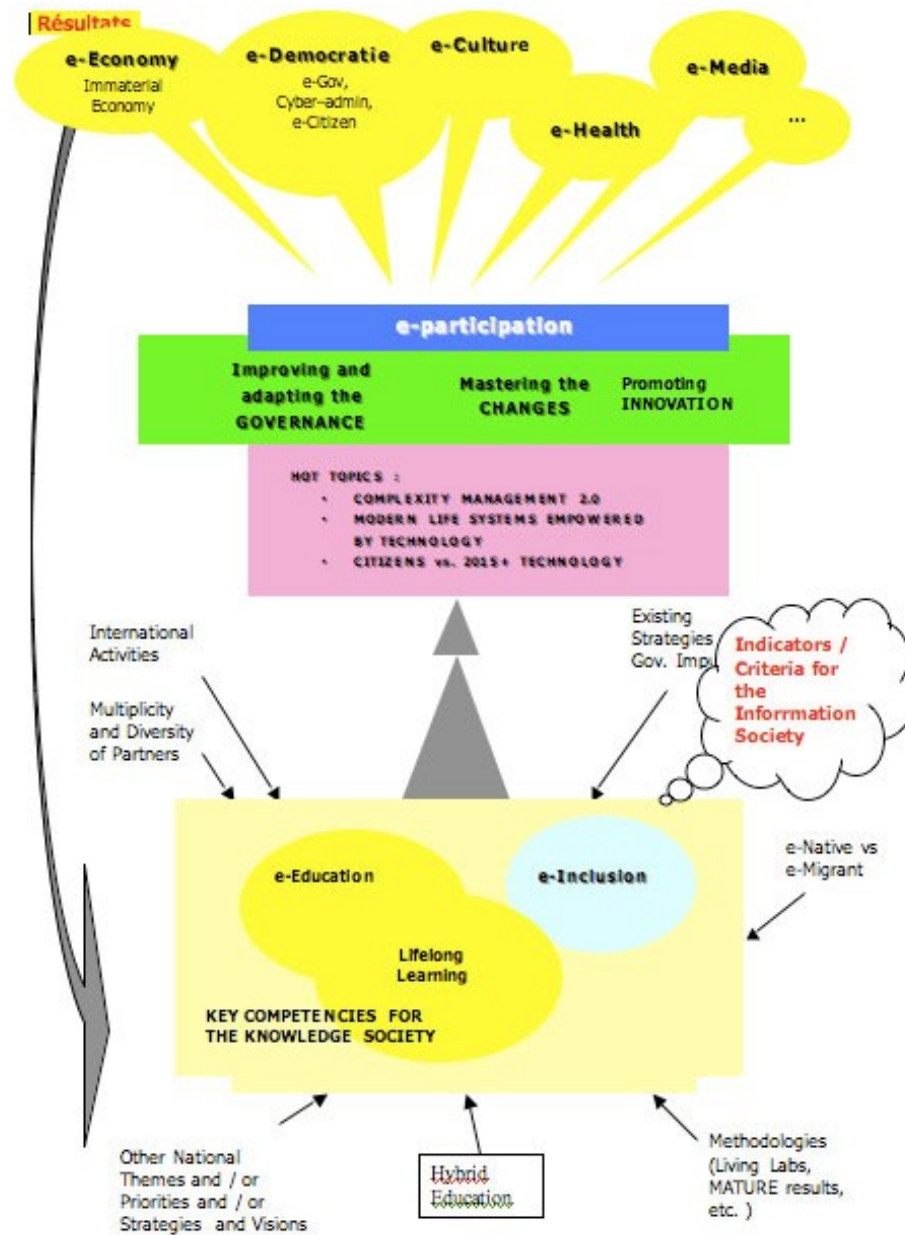 Résultats
e-Economy
Immaterial
Economy
e-Democratie
e-Gov,
Cyber-admin,
e-Citizen
e-Culture
e-Health
e-Media
...
e-participation
Improving and
adapting the
GOVERNANCE
Mastering the
CHANGES
Promoting
INNOVATION
HOT TOPICS :
• COMPLEXITY MANAGEMENT 2.0
• MODERN LIFE SYSTEMS EMPOWERED
BY TECHNOLOGY
• CITIZENS vs. 2015+ TECHNOLOGY
International
Activities
Multiplicity
and Diversity
of Partners
Existing
Strategies
Gov.
Indicators /
Criteria for
the
Inforrmation
Society
e-Native vs
e-Migrant
e-Education
e-Inclusion
Lifelong
Learning
KEY COMPETENCIES FOR
THE KNOWLEDGE SOCIETY
Other National
Themes and / or
Priorities and / or
Strategies and Visions
Hybrid
Education
Methodologies
(Living Labs,
MATURE results,
etc. )